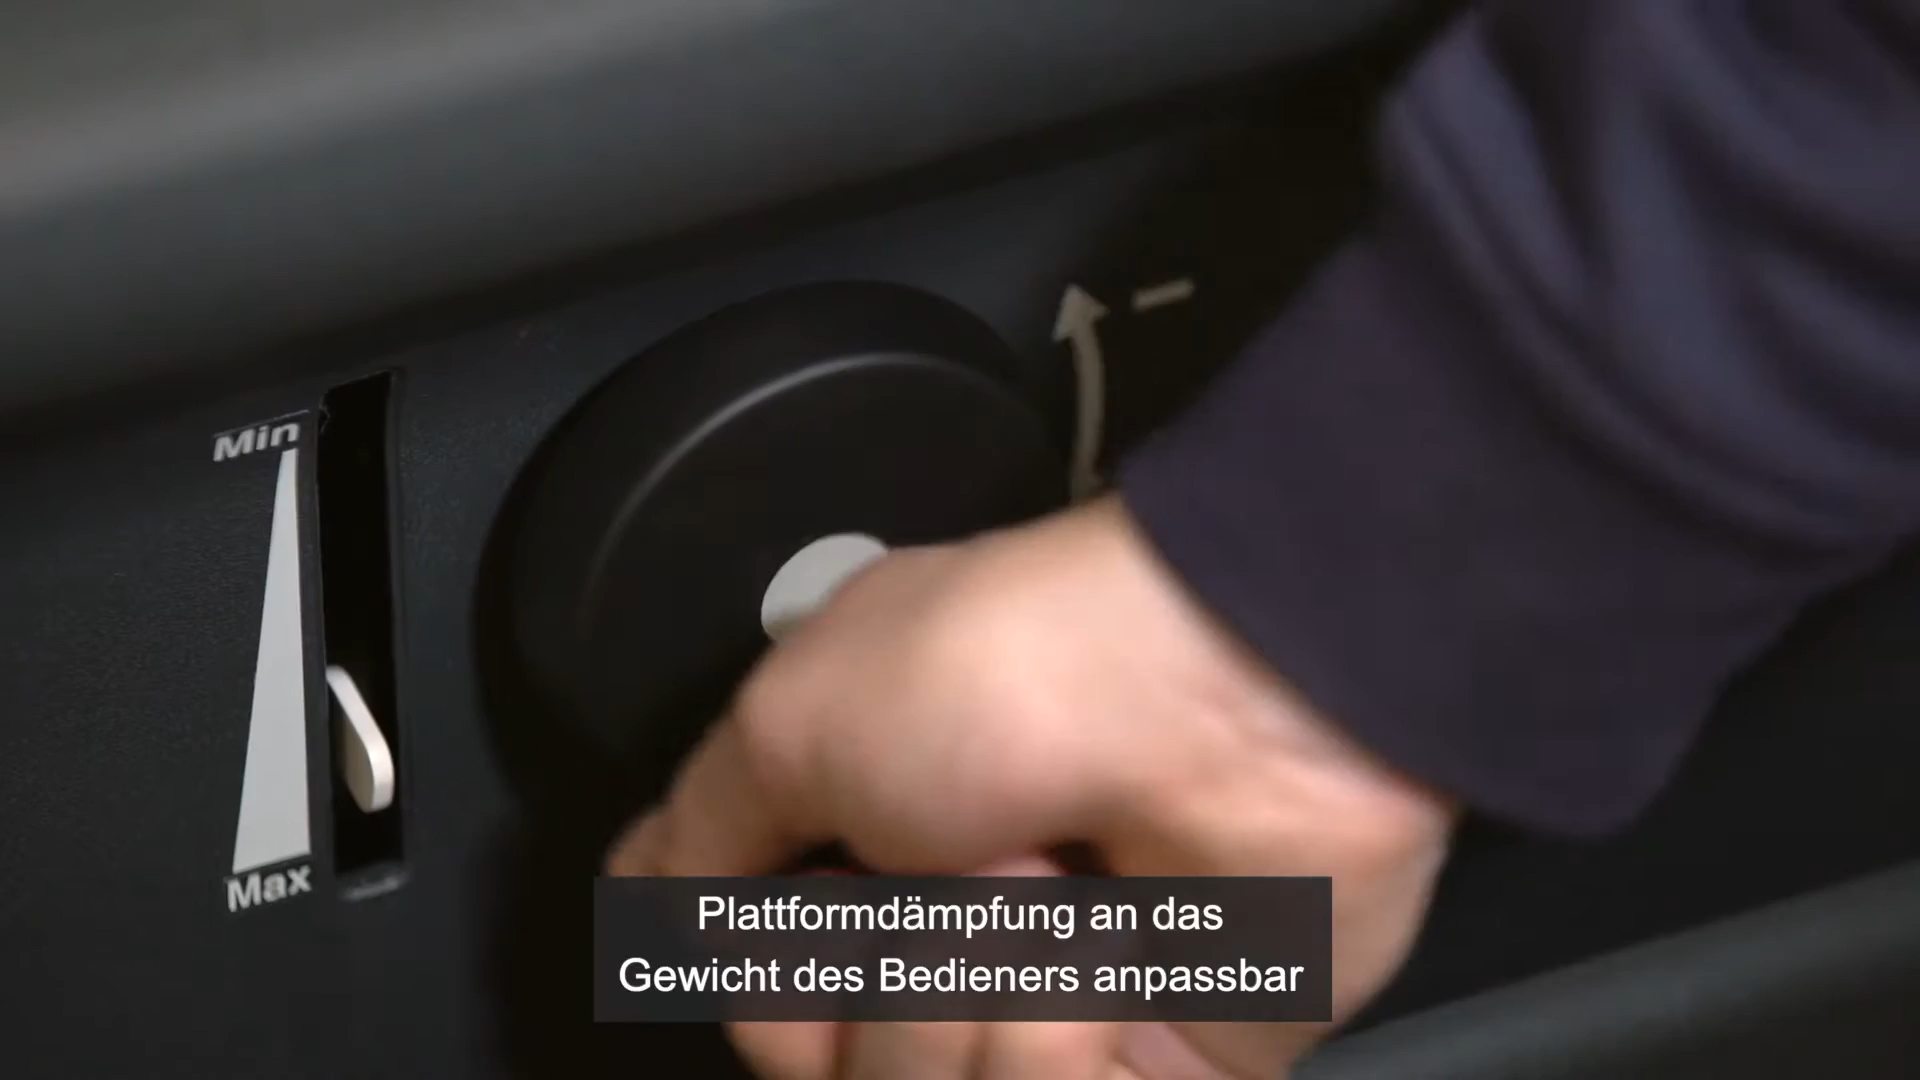 Min
Max
–
Plattformdämpfung an das
Gewicht des Bedieners anpassbar